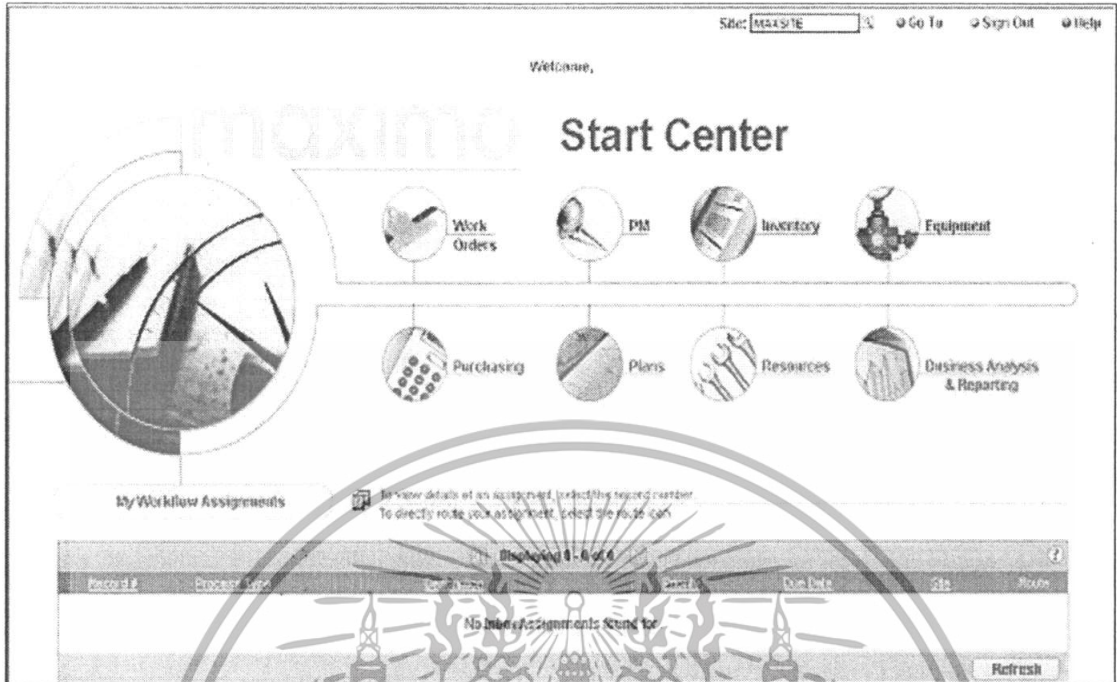 Site: MAXSITE Go To Sign Out Help
Welcome,
maximo
Start Center
Work Orders
PM
Inventory
Equipment
Purchasing
Plans
Resources
Business Analysis & Reporting
My Workflow Assignments
To view details of an assignment, select the record number.
To directly route your assignment, select the route icon
Displaying 0 - 0 of 0
Record # Process Type Description Due Date Site Route
No Inbox Assignments found for
Refresh